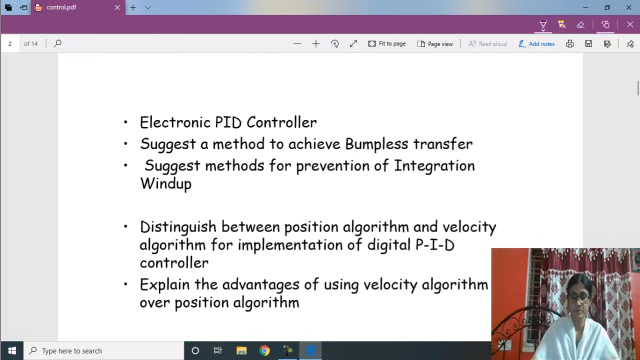 control.pdf
2 of 14
Fit to page
Page view
Read aloud
Add notes
• Electronic PID Controller
• Suggest a method to achieve Bumpless transfer
• Suggest methods for prevention of Integration
Windup
• Distinguish between position algorithm and velocity
algorithm for implementation of digital P-I-D
controller
• Explain the advantages of using velocity algorithm
over position algorithm
Type here to search